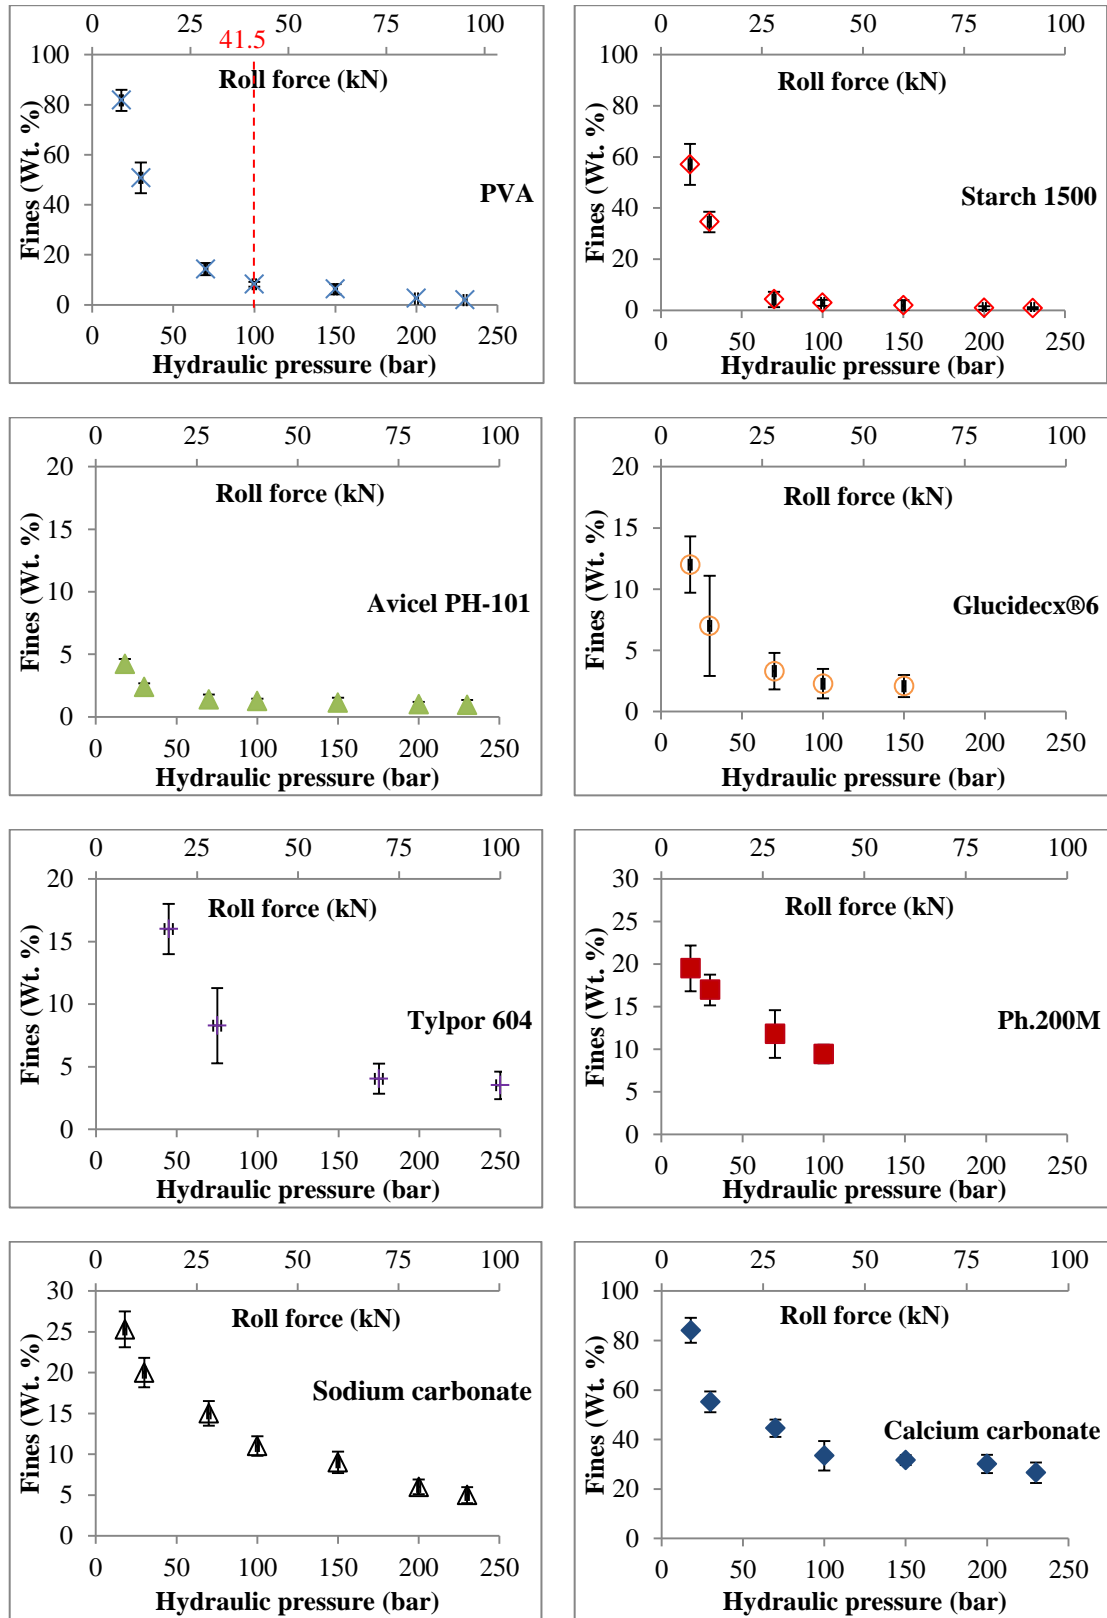 0 25 50 75 100
41.5
100
80
60
40
20
0
Fines (Wt. %)
Roll force (kN)
PVA
0 50 100 150 200 250
Hydraulic pressure (bar)
0 25 50 75 100
100
80
60
40
20
0
Fines (Wt. %)
Roll force (kN)
Starch 1500
0 50 100 150 200 250
Hydraulic pressure (bar)
0 25 50 75 100
20
15
10
5
0
Fines (Wt. %)
Roll force (kN)
Avicel PH-101
0 50 100 150 200 250
Hydraulic pressure (bar)
0 25 50 75 100
20
15
10
5
0
Fines (Wt. %)
Roll force (kN)
Glucidecx®6
0 50 100 150 200 250
Hydraulic pressure (bar)
0 25 50 75 100
20
15
10
5
0
Fines (Wt. %)
Roll force (kN)
Tylpor 604
0 50 100 150 200 250
Hydraulic pressure (bar)
0 25 50 75 100
30
25
20
15
10
5
0
Fines (Wt. %)
Roll force (kN)
Ph.200M
0 50 100 150 200 250
Hydraulic pressure (bar)
0 25 50 75 100
30
25
20
15
10
5
0
Fines (Wt. %)
Roll force (kN)
Sodium carbonate
0 50 100 150 200 250
Hydraulic pressure (bar)
0 25 50 75 100
100
80
60
40
20
0
Fines (Wt. %)
Roll force (kN)
Calcium carbonate
0 50 100 150 200 250
Hydraulic pressure (bar)